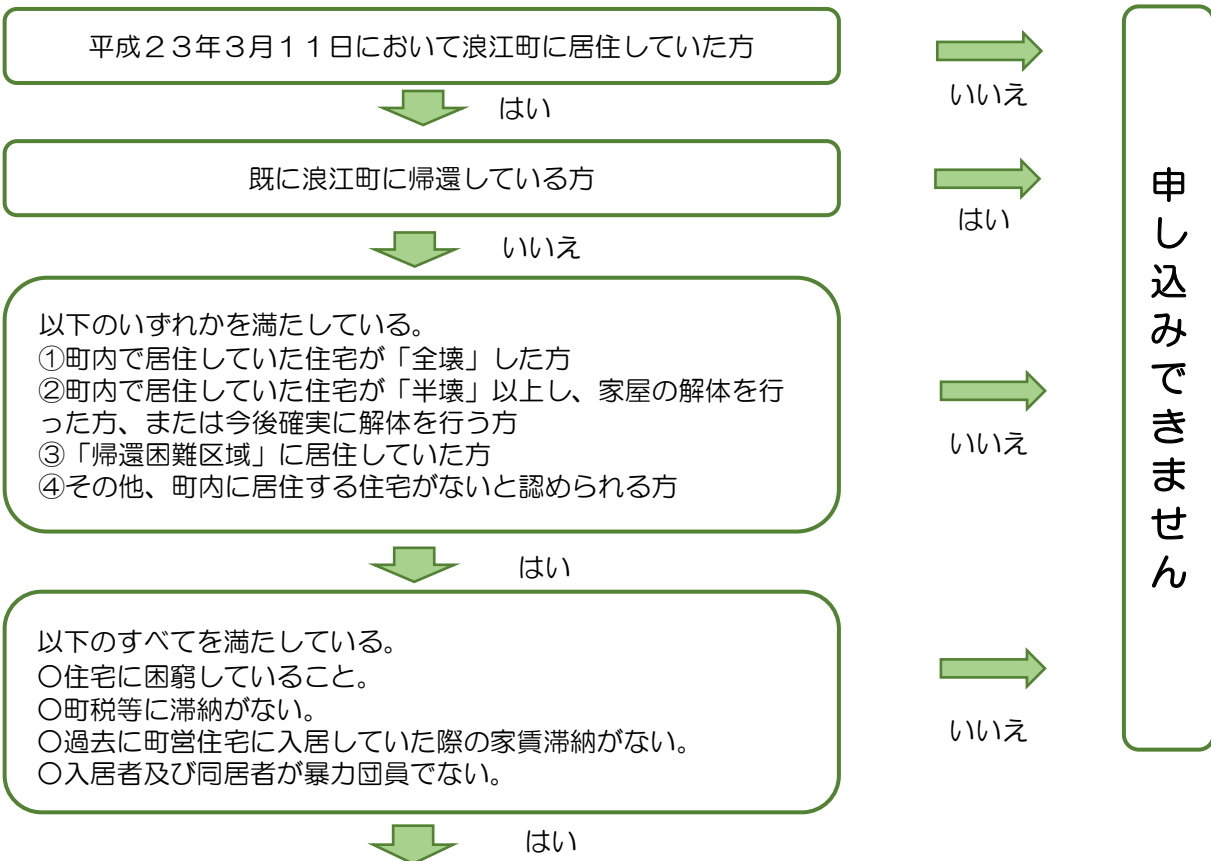 平成２３年３月１１日において浪江町に居住していた方
いいえ
はい
既に浪江町に帰還している方
はい
いいえ
以下のいずれかを満たしている。
①町内で居住していた住宅が「全壊」した方
②町内で居住していた住宅が「半壊」以上し、家屋の解体を行
った方、または今後確実に解体を行う方
③「帰還困難区域」に居住していた方
④その他、町内に居住する住宅がないと認められる方
いいえ
はい
以下のすべてを満たしている。
〇住宅に困窮していること。
〇町税等に滞納がない。
〇過去に町営住宅に入居していた際の家賃滞納がない。
〇入居者及び同居者が暴力団員でない。
いいえ
はい
申し込みできません